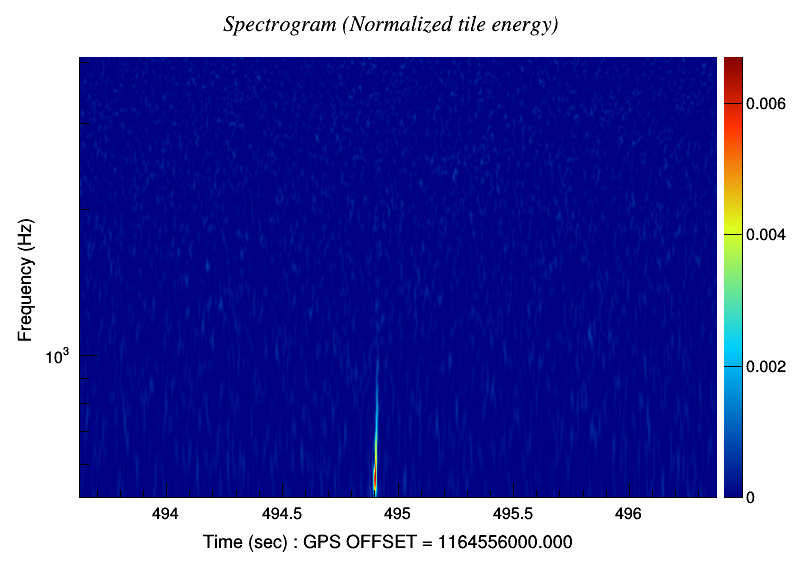 Spectrogram (Normalized tile energy)
0.006
0.004
Frequency (Hz)
10³
0.002
0
494 494.5 495 495.5 496
Time (sec) : GPS OFFSET = 1164556000.000